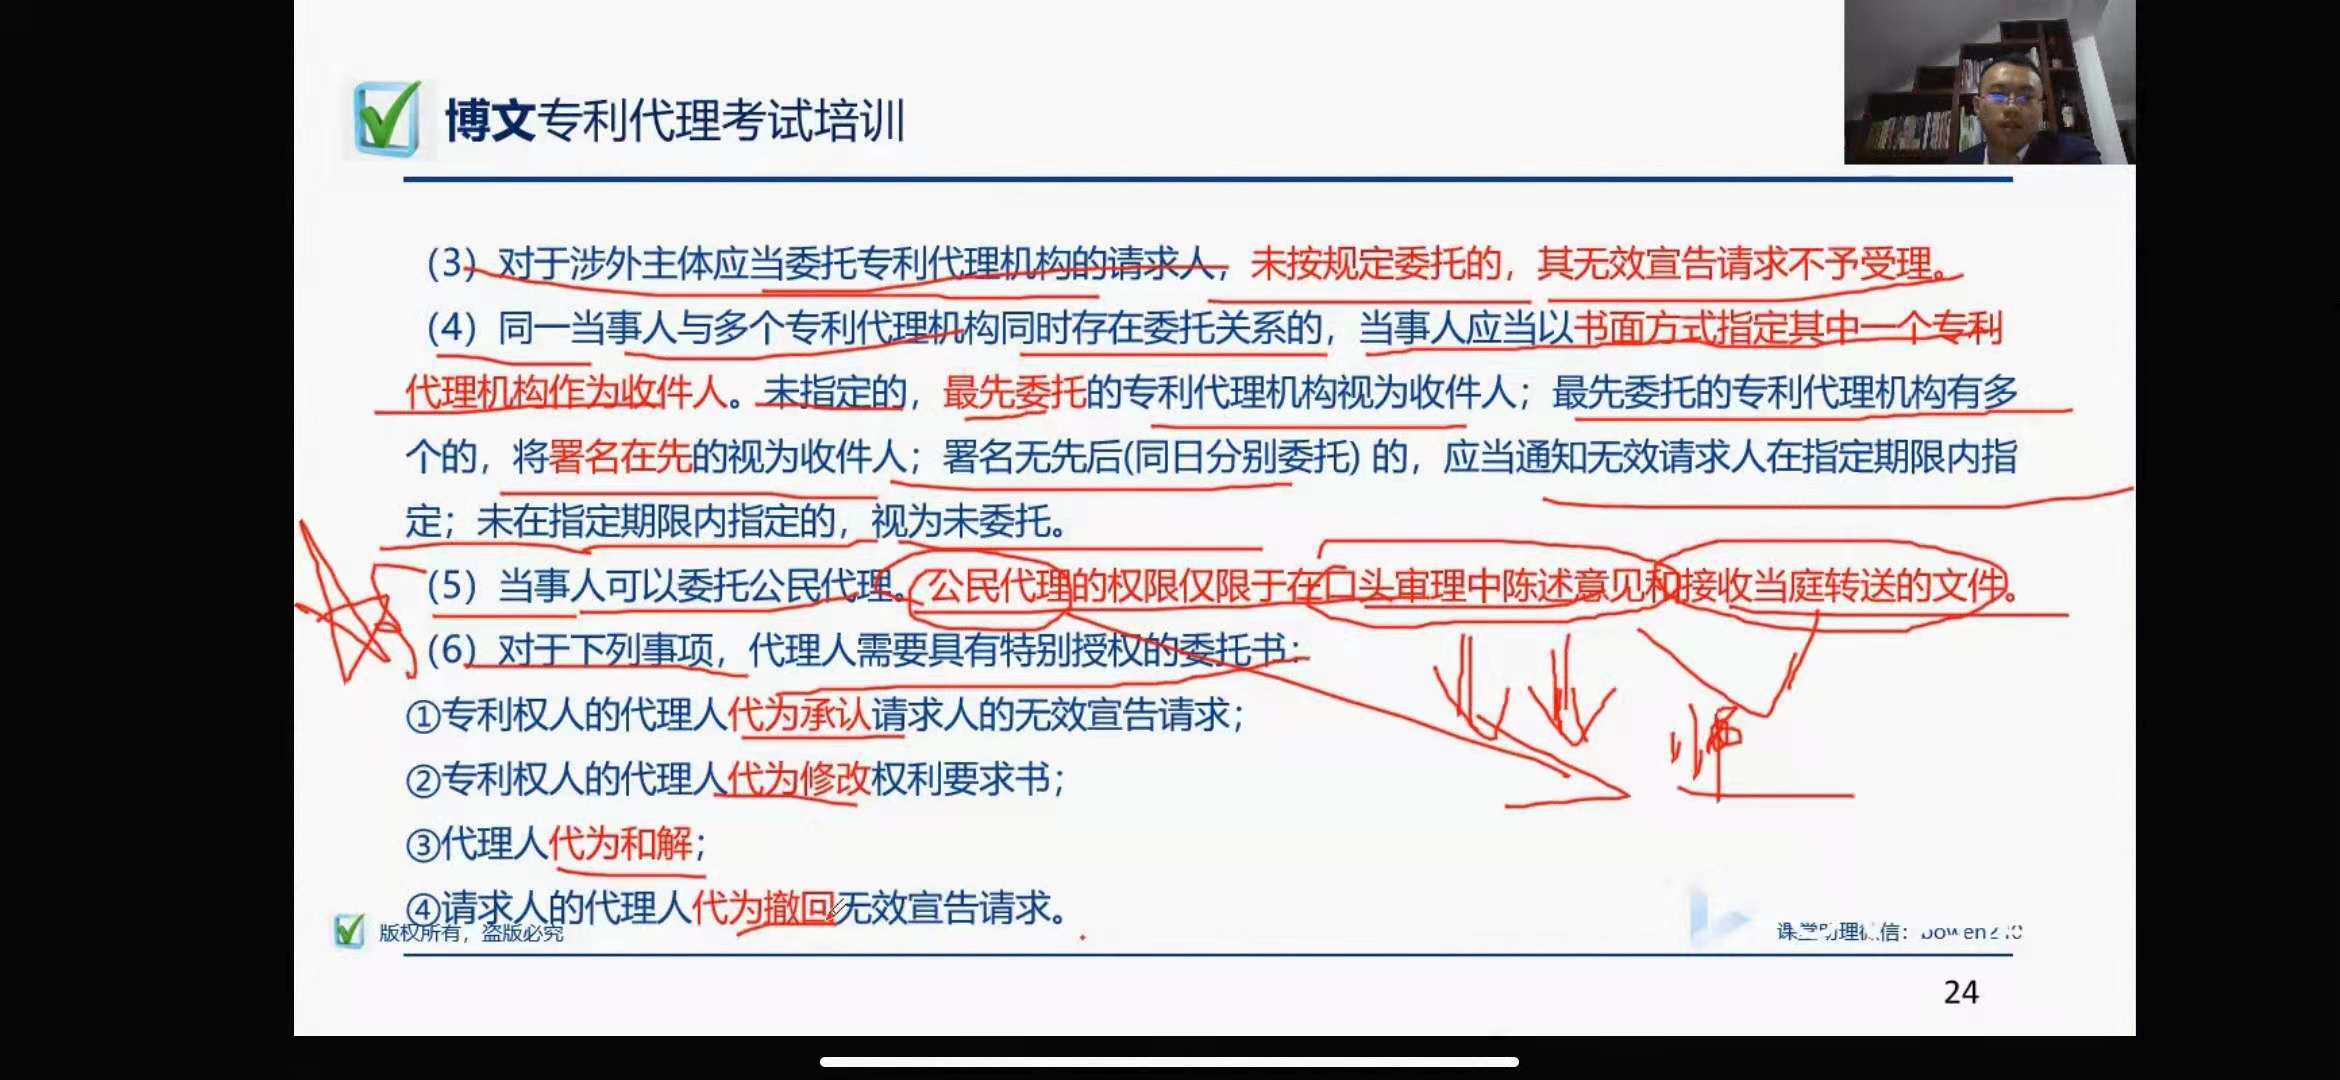 博文专利代理考试培训
（3）对于涉外主体应当委托专利代理机构的请求人，未按规定委托的，其无效宣告请求不予受理。
（4）同一当事人与多个专利代理机构同时存在委托关系的，当事人应当以书面方式指定其中一个专利
代理机构作为收件人。未指定的，最先委托的专利代理机构视为收件人；最先委托的专利代理机构有多
个的，将署名在先的视为收件人；署名无先后(同日分别委托) 的，应当通知无效请求人在指定期限内指
定；未在指定期限内指定的，视为未委托。
（5）当事人可以委托公民代理。公民代理的权限仅限于在口头审理中陈述意见和接收当庭转送的文件。
（6）对于下列事项，代理人需要具有特别授权的委托书：
①专利权人的代理人代为承认请求人的无效宣告请求；
②专利权人的代理人代为修改权利要求书；
③代理人代为和解；
④请求人的代理人代为撤回无效宣告请求。
版权所有，盗版必究
24